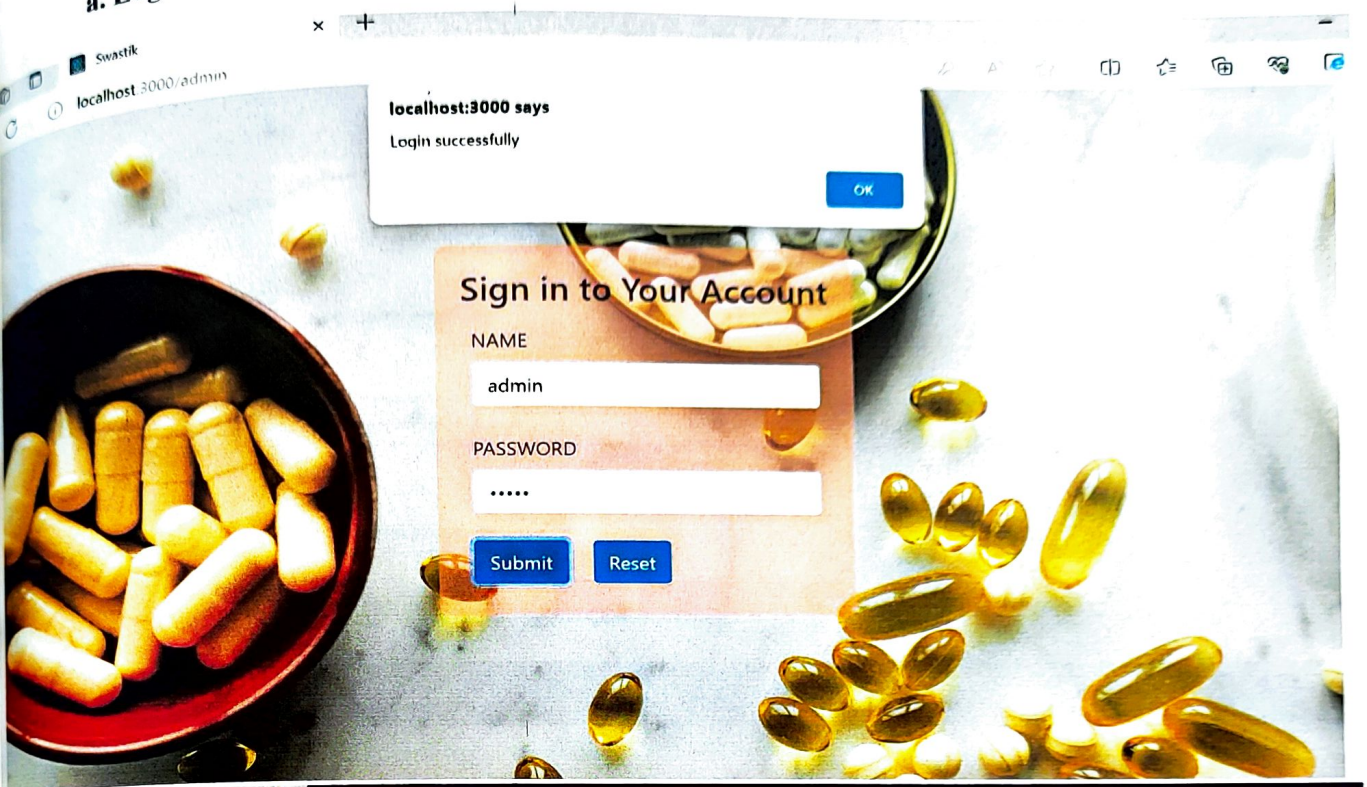 Swastik
localhost:3000/admin
localhost:3000 says
Login successfully
OK
Sign in to Your Account
NAME
admin
PASSWORD
•••••
Submit
Reset